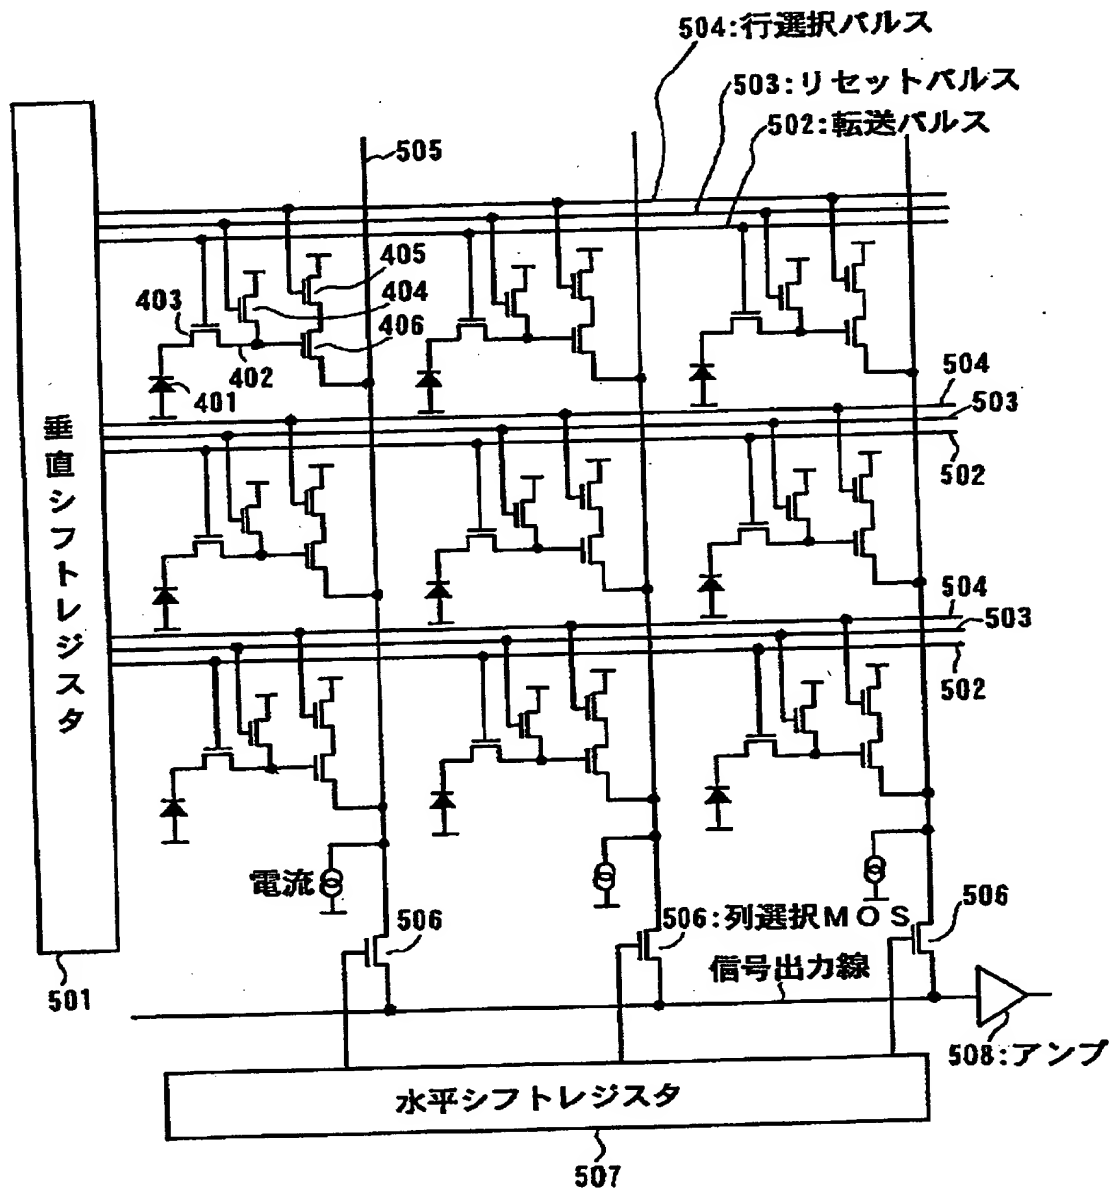 504:行選択パルス
503:リセットパルス
502:転送パルス
505
405
404
406
403
402
401
504
503
502
504
503
502
垂直シフトレジスタ
電流
506
506:列選択MOS
506
信号出力線
501
508:アンプ
水平シフトレジスタ
507